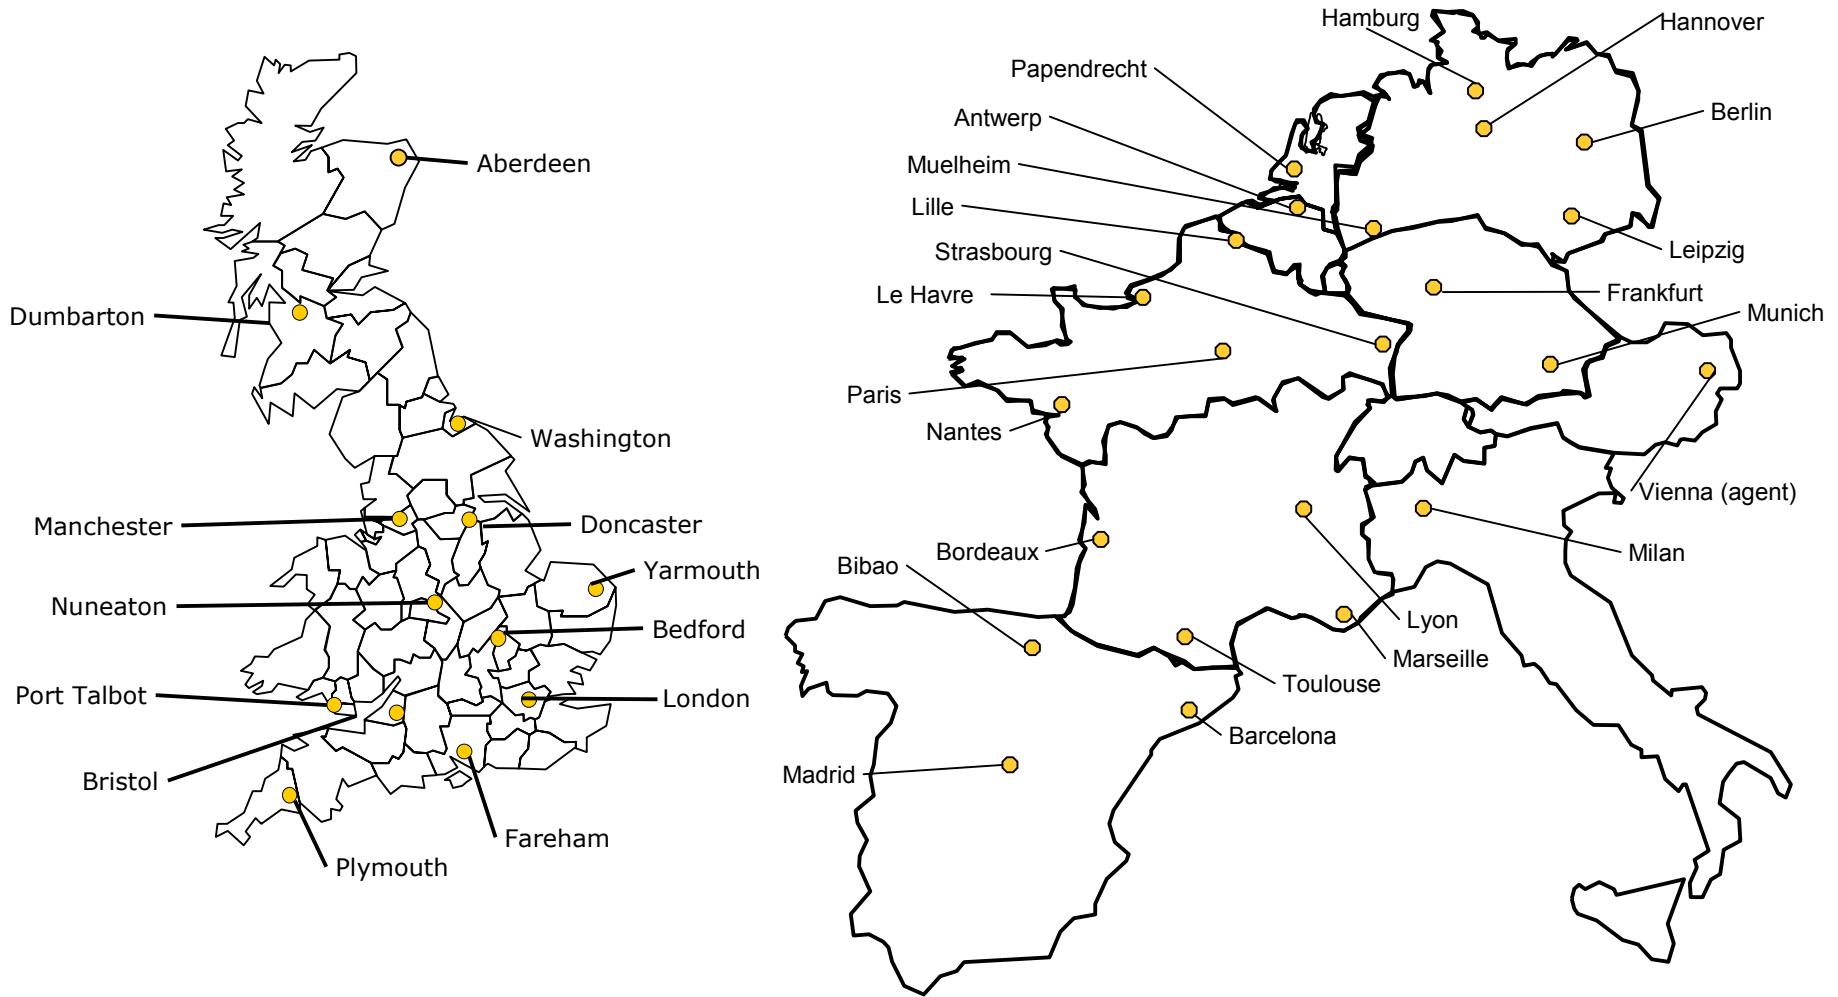 Aberdeen
Dumbarton
Washington
Manchester
Doncaster
Yarmouth
Nuneaton
Bedford
Port Talbot
London
Bristol
Fareham
Plymouth
Hamburg
Hannover
Papendrecht
Berlin
Antwerp
Muelheim
Lille
Strasbourg
Leipzig
Le Havre
Frankfurt
Munich
Paris
Nantes
Vienna (agent)
Bordeaux
Milan
Bibao
Lyon
Marseille
Toulouse
Barcelona
Madrid